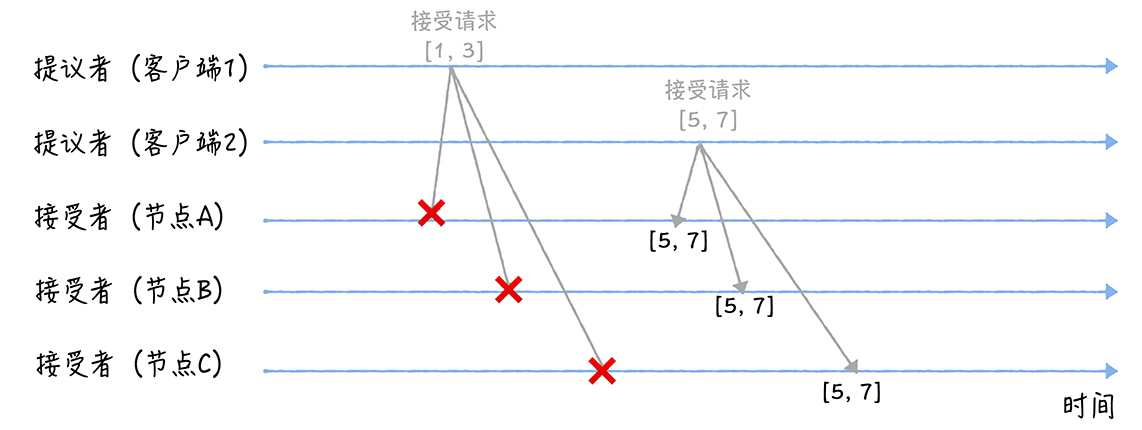 接受请求
[1, 3]
提议者（客户端1）
接受请求
[5, 7]
提议者（客户端2）
接受者（节点A）
[5, 7]
接受者（节点B）
[5, 7]
接受者（节点C）
[5, 7]
时间